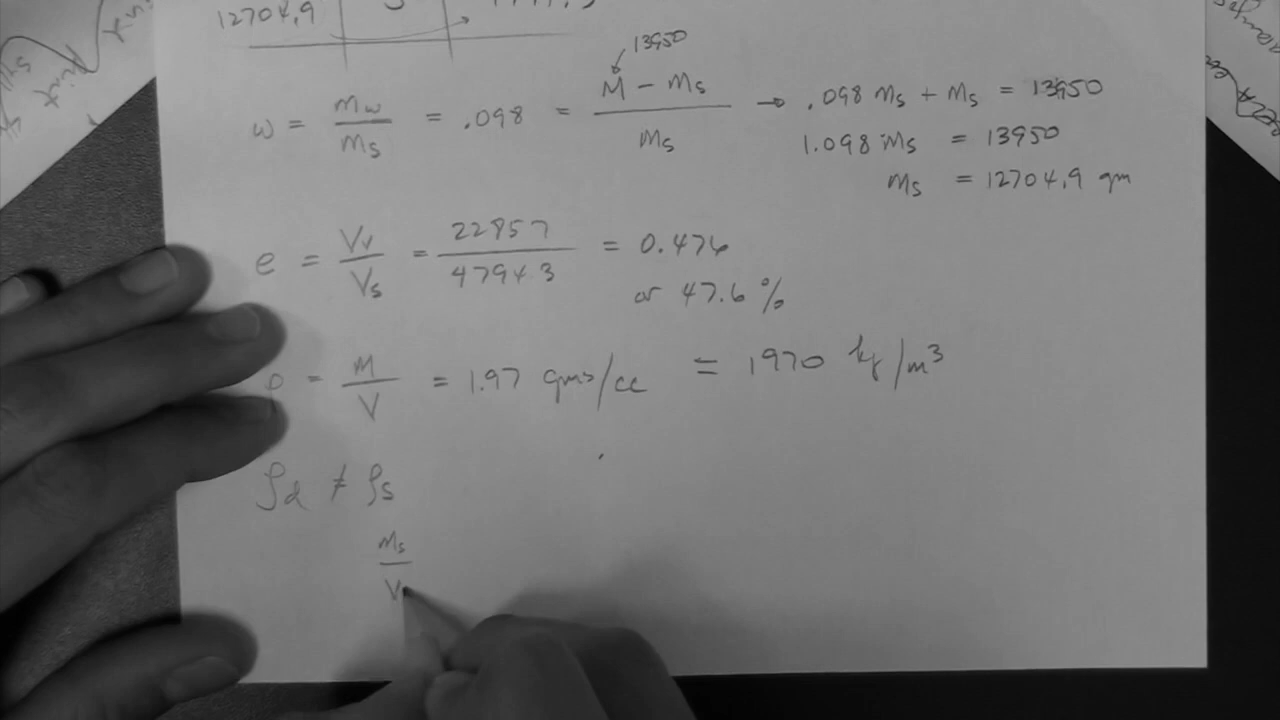 12704.9
13950
w = Mw/Ms = .098 = (M - Ms)/Ms → .098 Ms + Ms = 13950
1.098 Ms = 13950
Ms = 12704.9 gm
e = Vv/Vs = 22857/47943 = 0.476
or 47.6 %
ρ = M/V = 1.97 gms/cc = 1970 kg/m³
ρd ≠ ρs
Ms/V